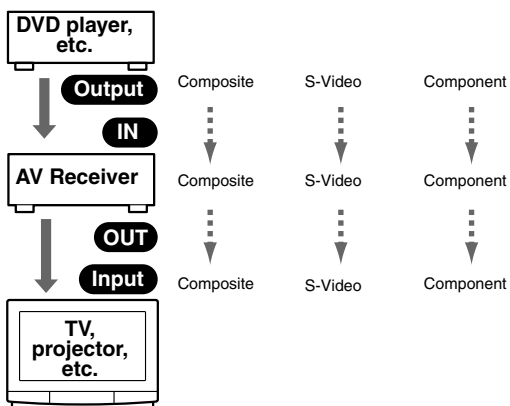 DVD player,
etc.
Output
Composite
S-Video
Component
IN
AV Receiver
Composite
S-Video
Component
OUT
Input
Composite
S-Video
Component
TV,
projector,
etc.